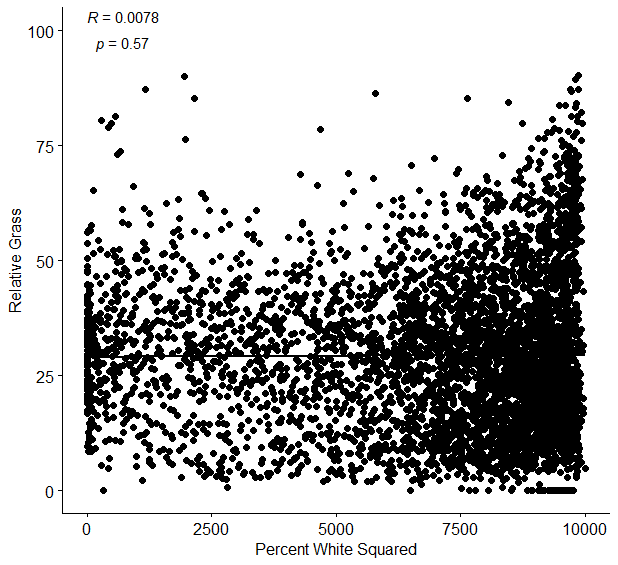 R = 0.0078
p = 0.57
100
75
50
25
0
Relative Grass
0 2500 5000 7500 10000
Percent White Squared